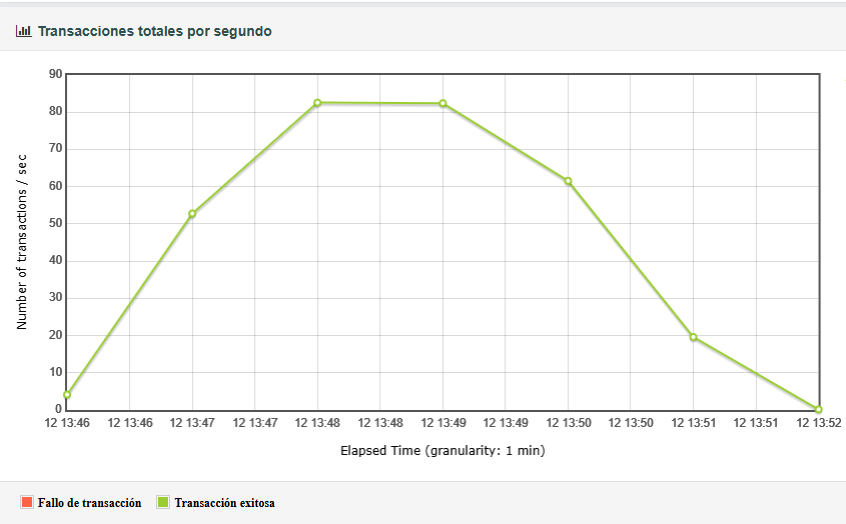 Transacciones totales por segundo
90
80
70
60
50
40
30
20
10
0
Number of transactions / sec
12 13:46 12 13:46 12 13:47 12 13:47 12 13:48 12 13:48 12 13:49 12 13:49 12 13:50 12 13:50 12 13:51 12 13:51 12 13:52
Elapsed Time (granularity: 1 min)
Fallo de transacción Transacción exitosa